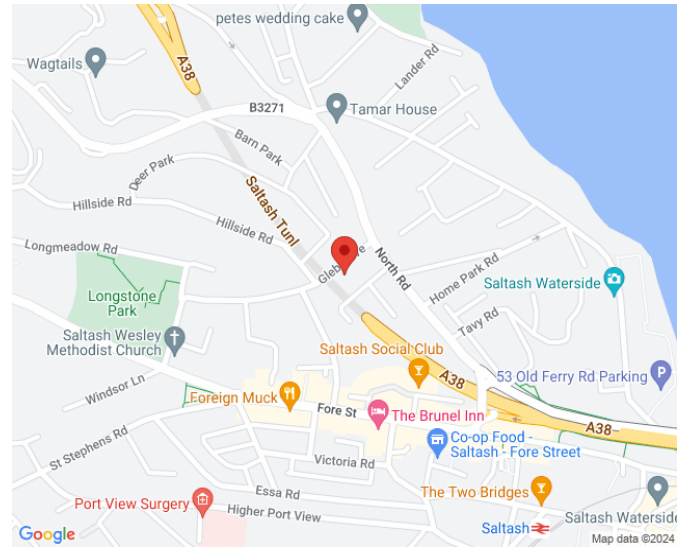 petes wedding cake
A38
Lander Rd
Wagtails
B3271
Tamar House
Barn Park
Deer Park
Saltash Tunl
Hillside Rd
Hillside Rd
Longmeadow Rd
North Rd
Home Park Rd
Longstone
Park
Saltash Waterside
Tavy Rd
Saltash Wesley
Methodist Church
Saltash Social Club
A38
53 Old Ferry Rd Parking
Windsor Ln
Foreign Muck
Fore St
The Brunel Inn
A38
St Stephens Rd
Co-op Food -
Saltash - Fore Street
Victoria Rd
Essa Rd
The Two Bridges
Port View Surgery
Higher Port View
Saltash Waterside
Saltash
Google
Map data ©2024